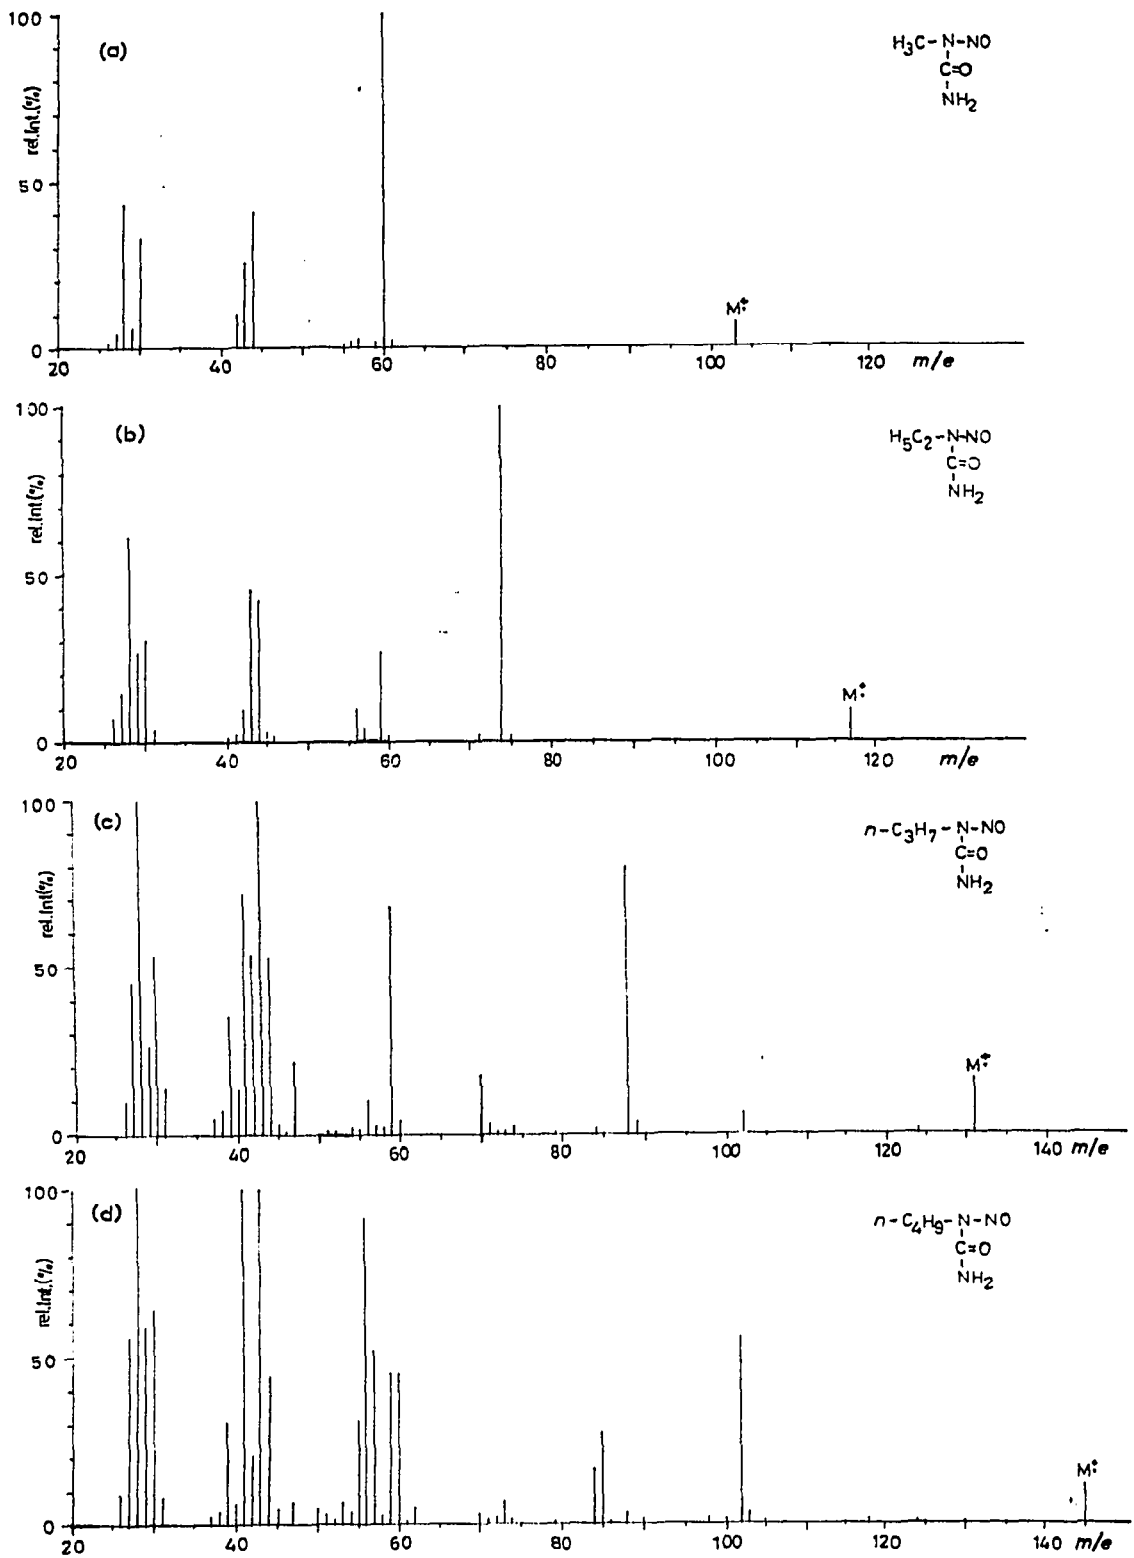 100
(a)
rel.Int.(%)
50
0
20 40 60 80 100 120 m/e
M⁺·
H3C-N-NO
C=O
NH2
100
(b)
rel.Int(%)
50
0
20 40 60 80 100 120 m/e
M⁺·
H5C2-N-NO
C=O
NH2
100
(c)
rel.Int(%)
50
0
20 40 60 80 100 120 140 m/e
M⁺·
n-C3H7-N-NO
C=O
NH2
100
(d)
rel.Int.(%)
50
0
20 40 60 80 100 120 140 m/e
M⁺·
n-C4H9-N-NO
C=O
NH2